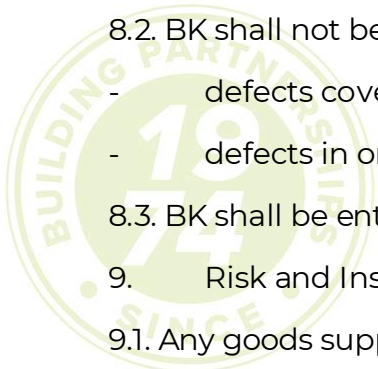 8.2. BK shall not be
- defects cove
- defects in o
8.3. BK shall be ent
9. Risk and Ins
9.1. Any goods supp
BUILDING PARTNERSHIPS
1974
SINCE